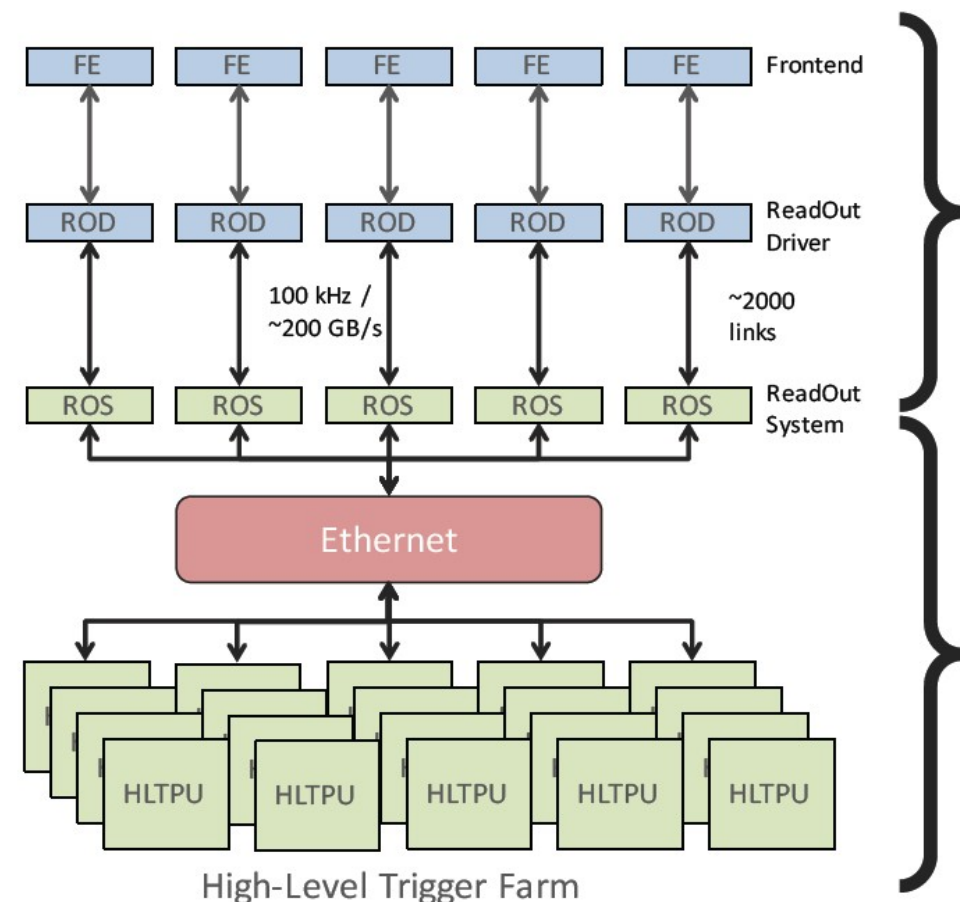 FE FE FE FE FE Frontend
ROD ROD ROD ROD ROD ReadOut
Driver
100 kHz /
~200 GB/s
~2000
links
ROS ROS ROS ROS ROS ReadOut
System
Ethernet
HLTPU HLTPU HLTPU HLTPU HLTPU
High-Level Trigger Farm